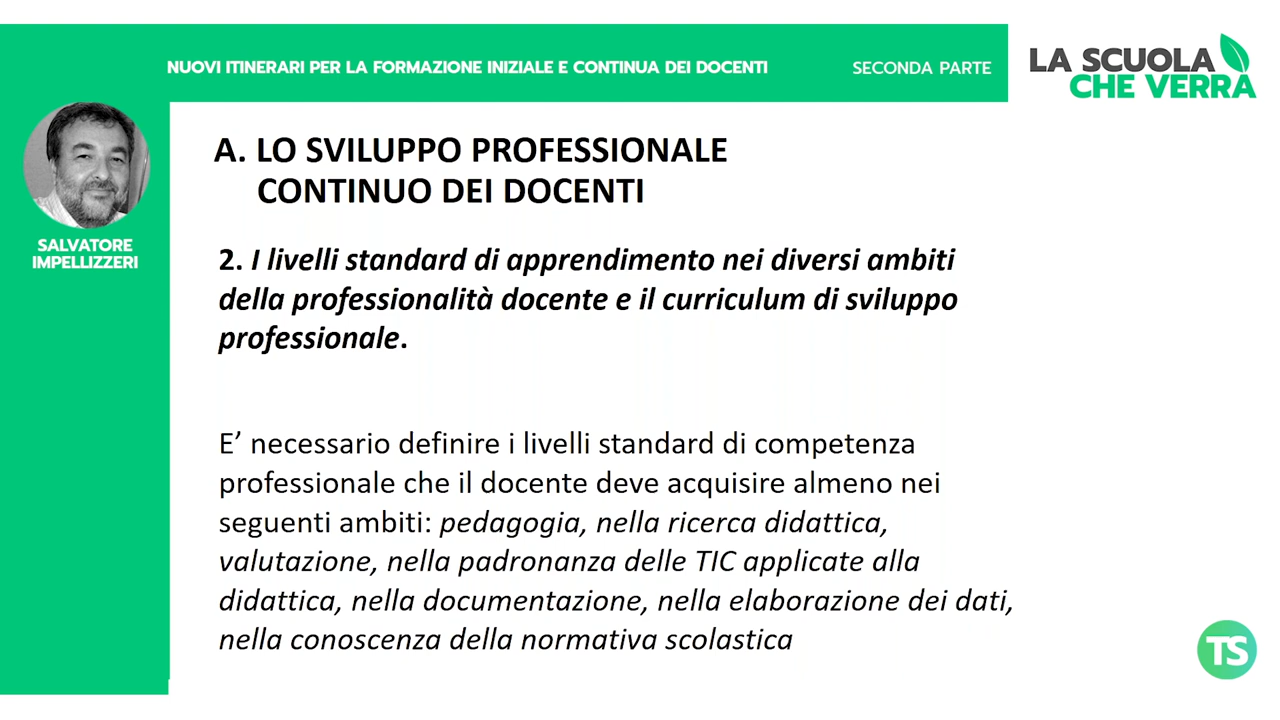 NUOVI ITINERARI PER LA FORMAZIONE INIZIALE E CONTINUA DEI DOCENTI
SECONDA PARTE
LA SCUOLA
CHE VERRÀ
SALVATORE
IMPELLIZZERI
A. LO SVILUPPO PROFESSIONALE
CONTINUO DEI DOCENTI
2. I livelli standard di apprendimento nei diversi ambiti
della professionalità docente e il curriculum di sviluppo
professionale.
E’ necessario definire i livelli standard di competenza
professionale che il docente deve acquisire almeno nei
seguenti ambiti: pedagogia, nella ricerca didattica,
valutazione, nella padronanza delle TIC applicate alla
didattica, nella documentazione, nella elaborazione dei dati,
nella conoscenza della normativa scolastica
TS